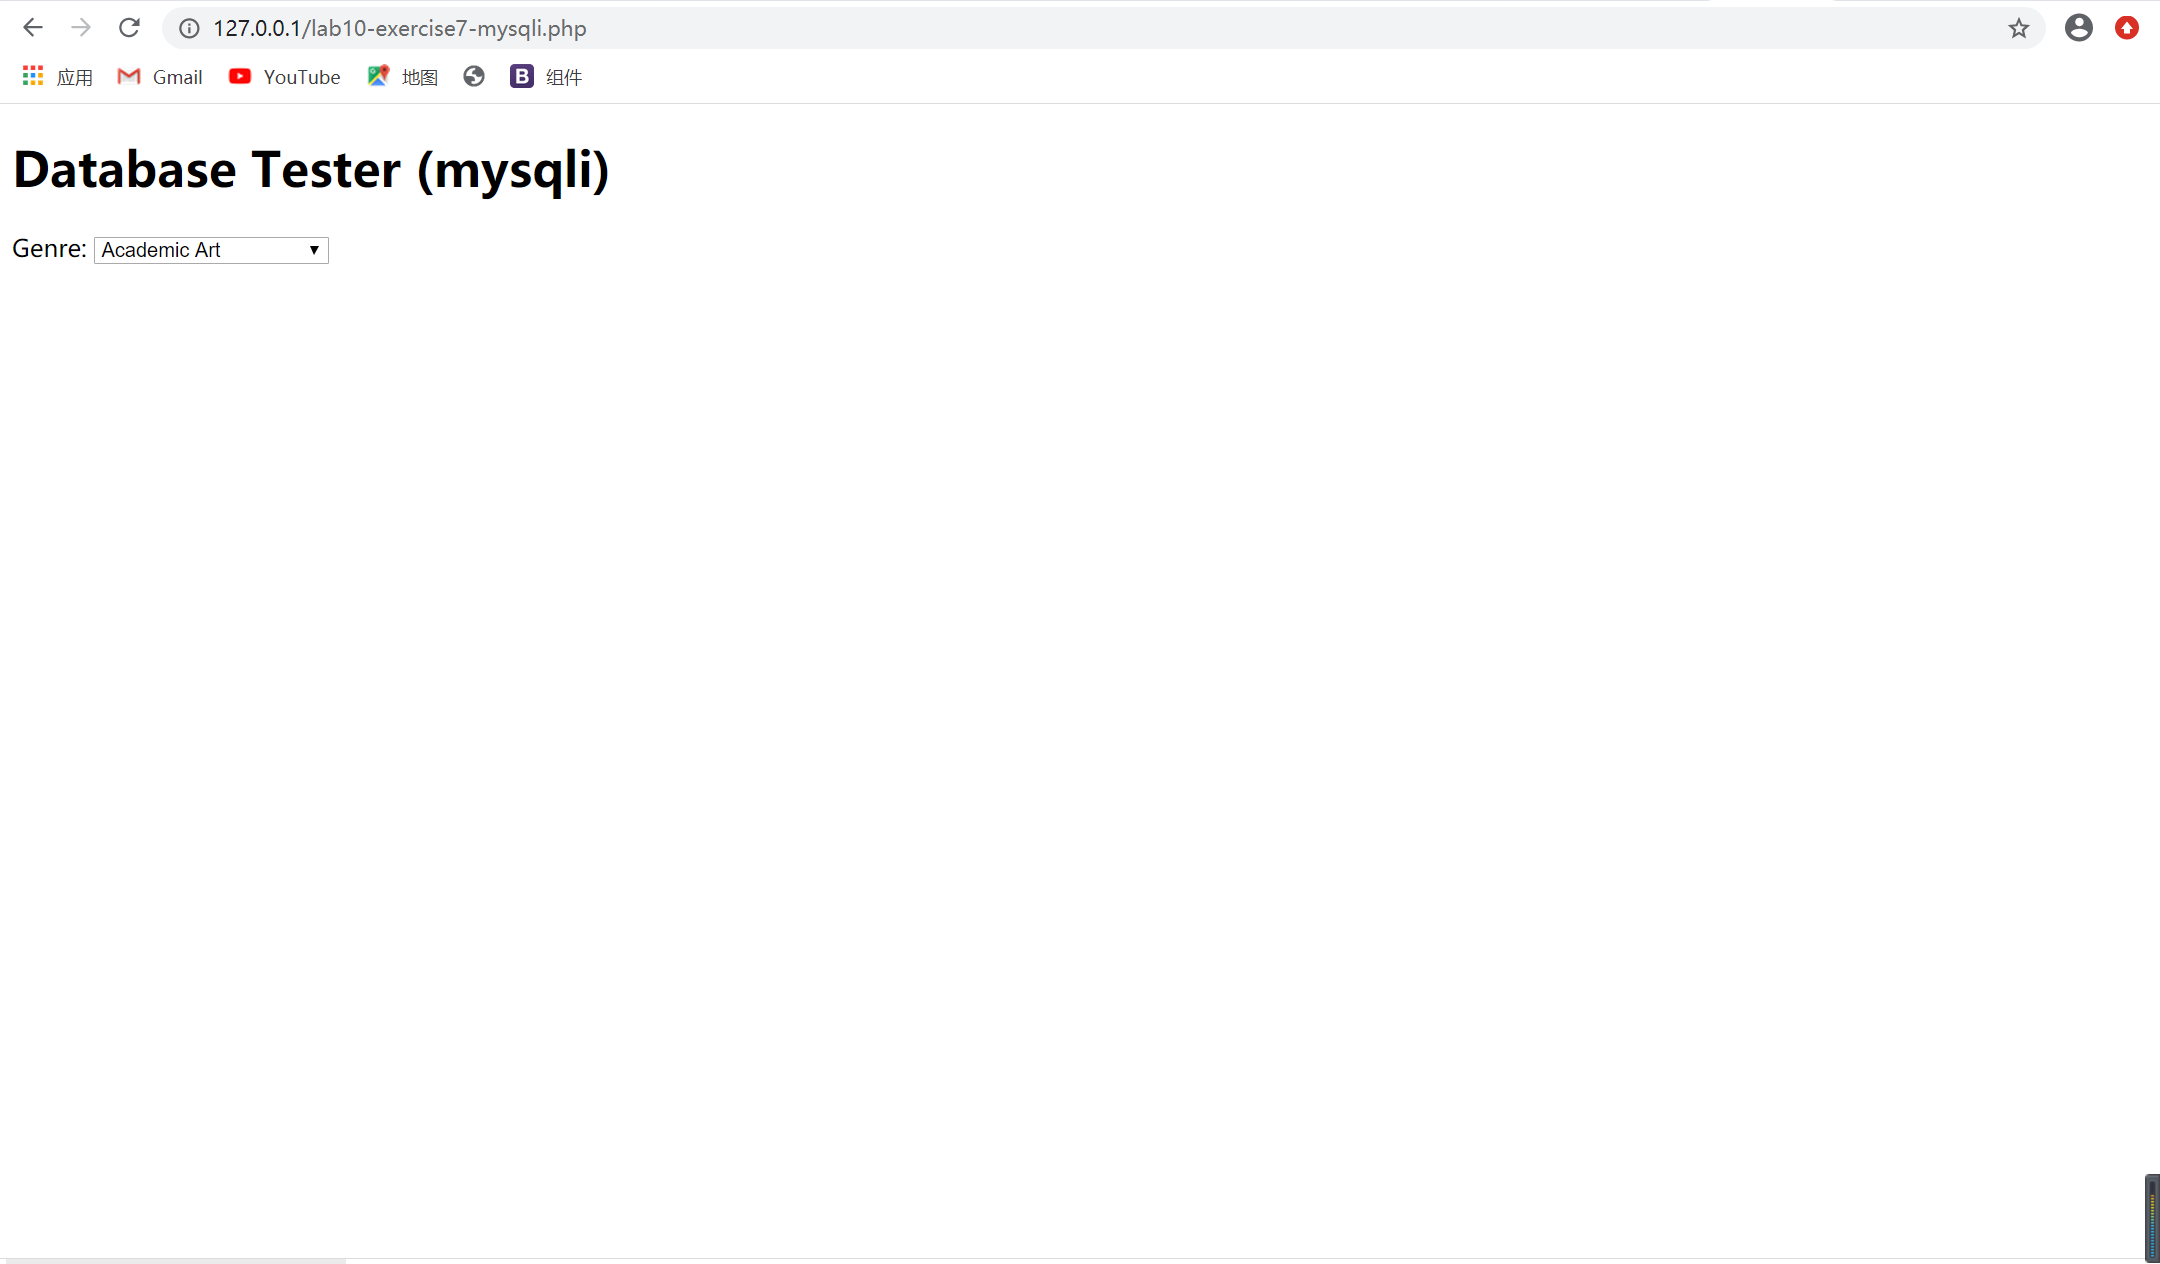 127.0.0.1/lab10-exercise7-mysqli.php
应用 Gmail YouTube 地图 B 组件
Database Tester (mysqli)
Genre: Academic Art